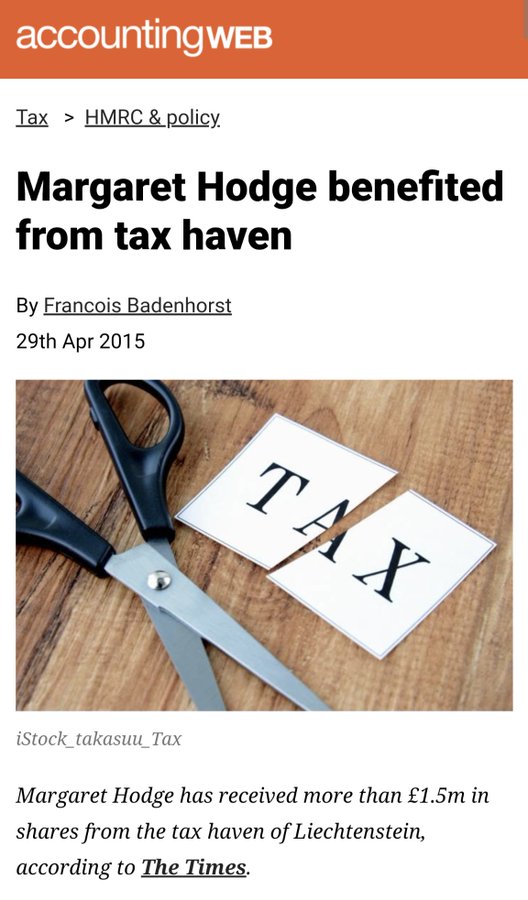 accountingWEB
Tax > HMRC & policy
Margaret Hodge benefited
from tax haven
By Francois Badenhorst
29th Apr 2015
TAX
iStock_takasuu_Tax
Margaret Hodge has received more than £1.5m in
shares from the tax haven of Liechtenstein,
according to The Times.